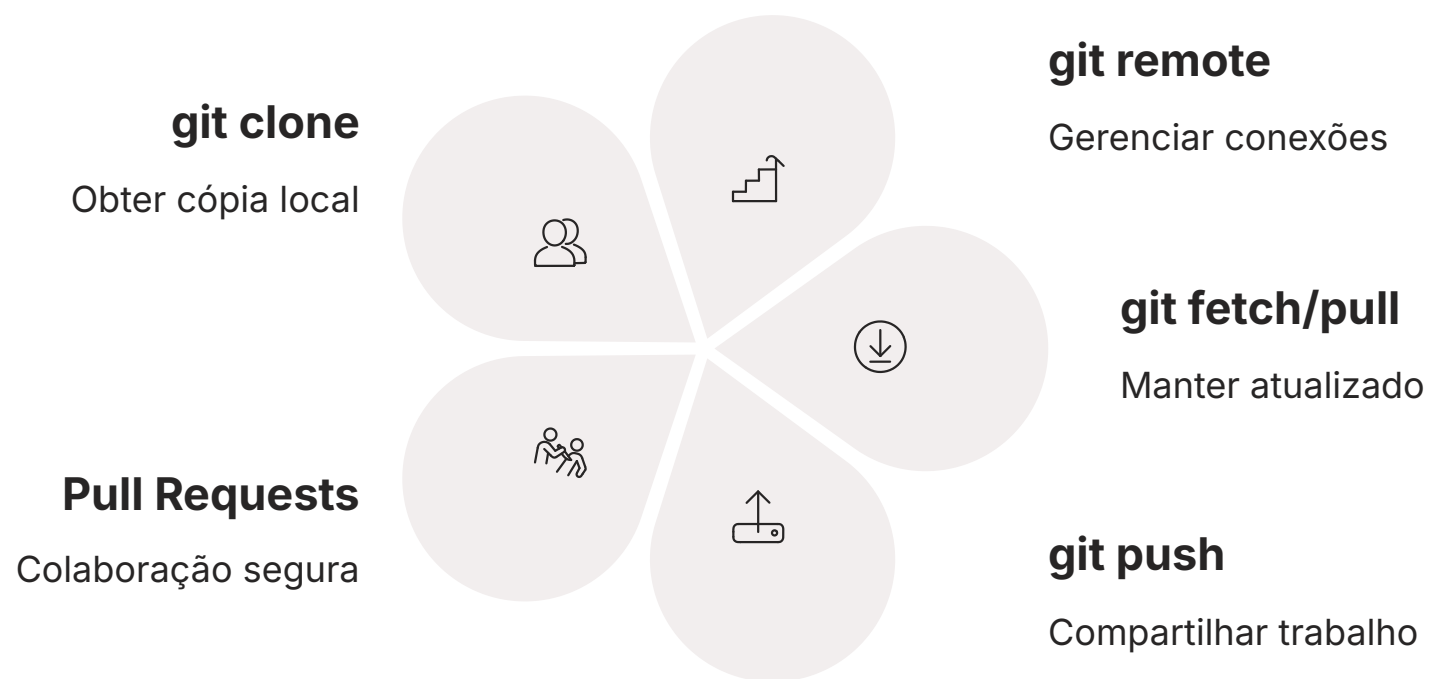 git clone
Obter cópia local
git remote
Gerenciar conexões
git fetch/pull
Manter atualizado
git push
Compartilhar trabalho
Pull Requests
Colaboração segura